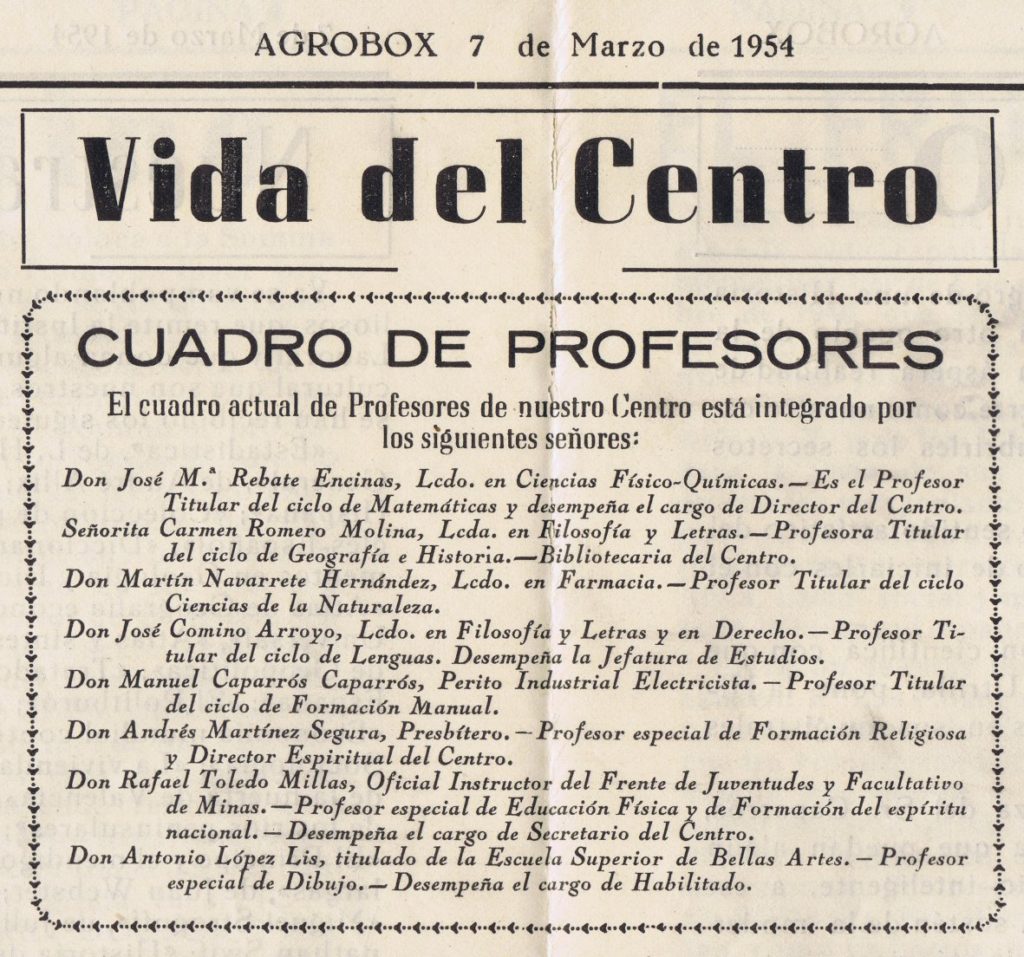 AGROBOX 7 de Marzo de 1954
Vida del Centro
CUADRO DE PROFESORES
El cuadro actual de Profesores de nuestro Centro está integrado por
los siguientes señores:
Don José M.ª Rebate Encinas, Lcdo. en Ciencias Físico-Químicas.—Es el Profesor
Titular del ciclo de Matemáticas y desempeña el cargo de Director del Centro.
Señorita Carmen Romero Molina, Lcda. en Filosofía y Letras.—Profesora Titular
del ciclo de Geografía e Historia.—Bibliotecaria del Centro.
Don Martín Navarrete Hernández, Lcdo. en Farmacia.—Profesor Titular del ciclo
Ciencias de la Naturaleza.
Don José Comino Arroyo, Lcdo. en Filosofía y Letras y en Derecho.—Profesor Ti-
tular del ciclo de Lenguas. Desempeña la Jefatura de Estudios.
Don Manuel Caparrós Caparrós, Perito Industrial Electricista.—Profesor Titular
del ciclo de Formación Manual.
Don Andrés Martínez Segura, Presbítero.—Profesor especial de Formación Religiosa
y Director Espiritual del Centro.
Don Rafael Toledo Millas, Oficial Instructor del Frente de Juventudes y Facultativo
de Minas.—Profesor especial de Educación Física y de Formación del espíritu
nacional.—Desempeña el cargo de Secretario del Centro.
Don Antonio López Lis, titulado de la Escuela Superior de Bellas Artes.—Profesor
especial de Dibujo.—Desempeña el cargo de Habilitado.